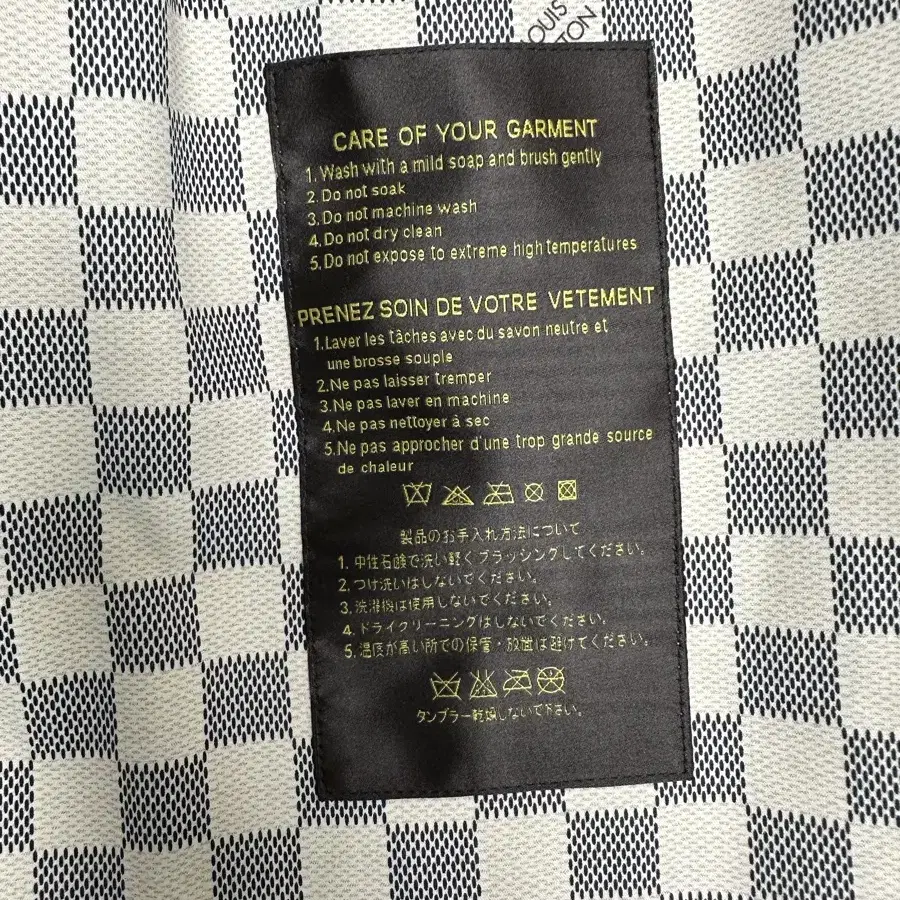 LOUIS
CARE OF YOUR GARMENT
1. Wash with a mild soap and brush gently
2. Do not soak
3. Do not machine wash
4. Do not dry clean
5. Do not expose to extreme high temperatures
PRENEZ SOIN DE VOTRE VETEMENT
1. Laver les tâches avec du savon neutre et
une brosse souple
2. Ne pas laisser tremper
3. Ne pas laver en machine
4. Ne pas nettoyer à sec
5. Ne pas approcher d'une trop grande source
de chaleur
製品のお手入れ方法について
1. 中性石鹸で洗い軽くブラッシングしてください。
2. つけ洗いはしないでください。
3. 洗濯機は使用しないでください。
4. ドライクリーニングはしないでください。
5. 温度が高い所での保管・放置は避けてください。
タンブラー乾燥しないで下さい。